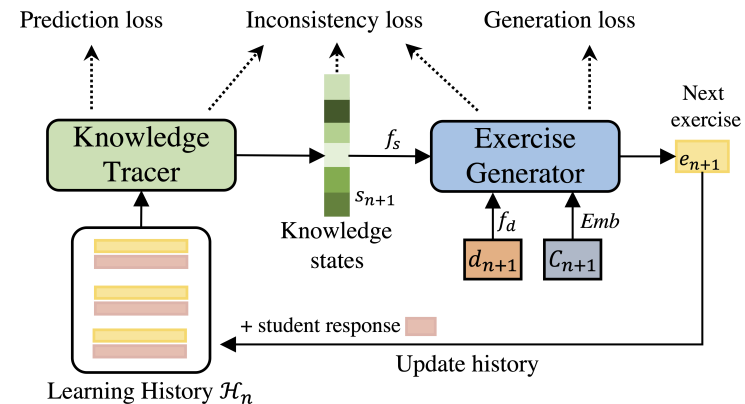 Prediction loss
Inconsistency loss
Generation loss
Knowledge
Tracer
f_s
Exercise
Generator
Next
exercise
e_{n+1}
s_{n+1}
Knowledge
states
f_d
Emb
d_{n+1}
C_{n+1}
+ student response
Update history
Learning History ℋ_n